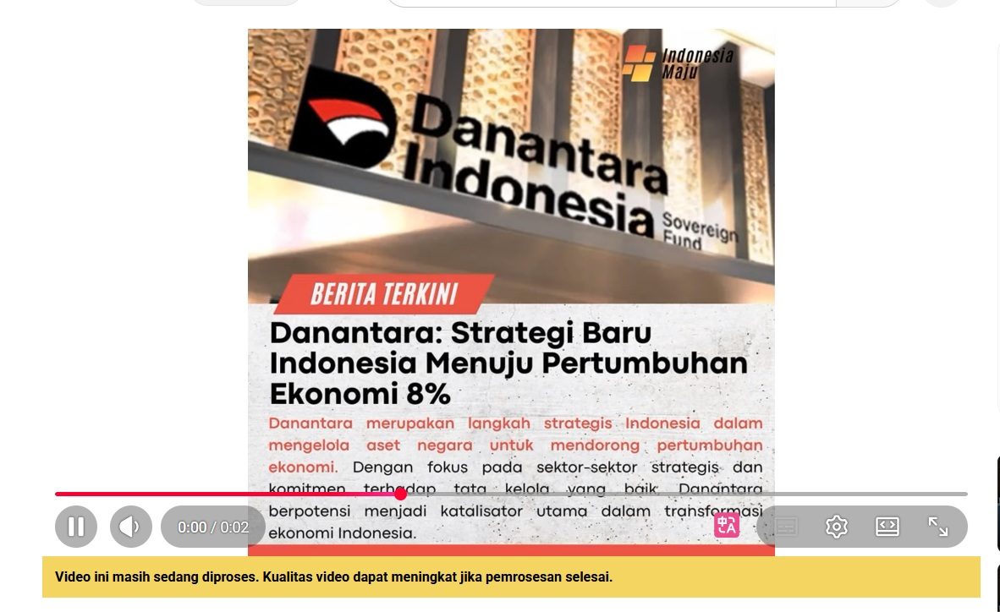 Indonesia
Maju
Danantara
Indonesia
Sovereign
Fund
BERITA TERKINI
Danantara: Strategi Baru
Indonesia Menuju Pertumbuhan
Ekonomi 8%
Danantara merupakan langkah strategis Indonesia dalam
mengelola aset negara untuk mendorong pertumbuhan
ekonomi. Dengan fokus pada sektor-sektor strategis dan
komitmen terhadap tata kelola yang baik, Danantara
berpotensi menjadi katalisator utama dalam transformasi
ekonomi Indonesia.
0:00 / 0:02
中
A
Video ini masih sedang diproses. Kualitas video dapat meningkat jika pemrosesan selesai.